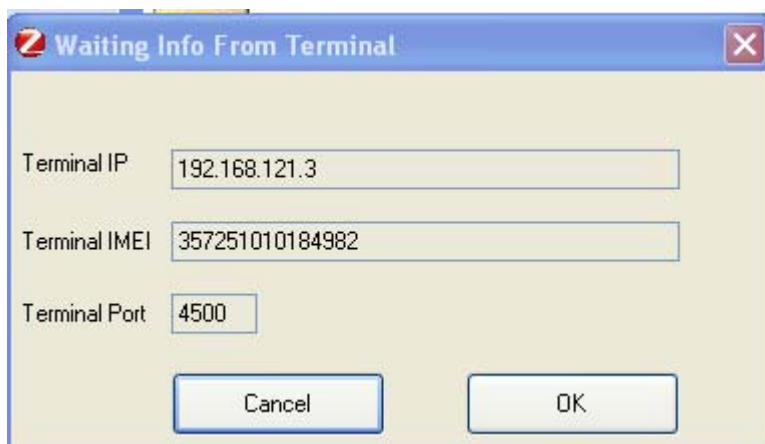 Waiting Info From Terminal
Terminal IP 192.168.121.3
Terminal IMEI 357251010184982
Terminal Port 4500
Cancel OK